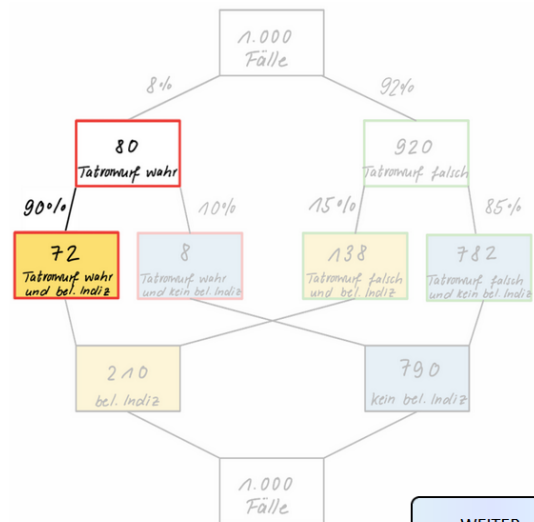 1.000
Fälle
8%
92%
80
Tatvorwurf wahr
920
Tatvorwurf falsch
90%
10%
15%
85%
72
Tatvorwurf wahr
und bel. Indiz
8
Tatvorwurf wahr
und kein bel. Indiz
138
Tatvorwurf falsch
und bel. Indiz
782
Tatvorwurf falsch
und kein bel. Indiz
210
bel. Indiz
790
kein bel. Indiz
1.000
Fälle
WEITER